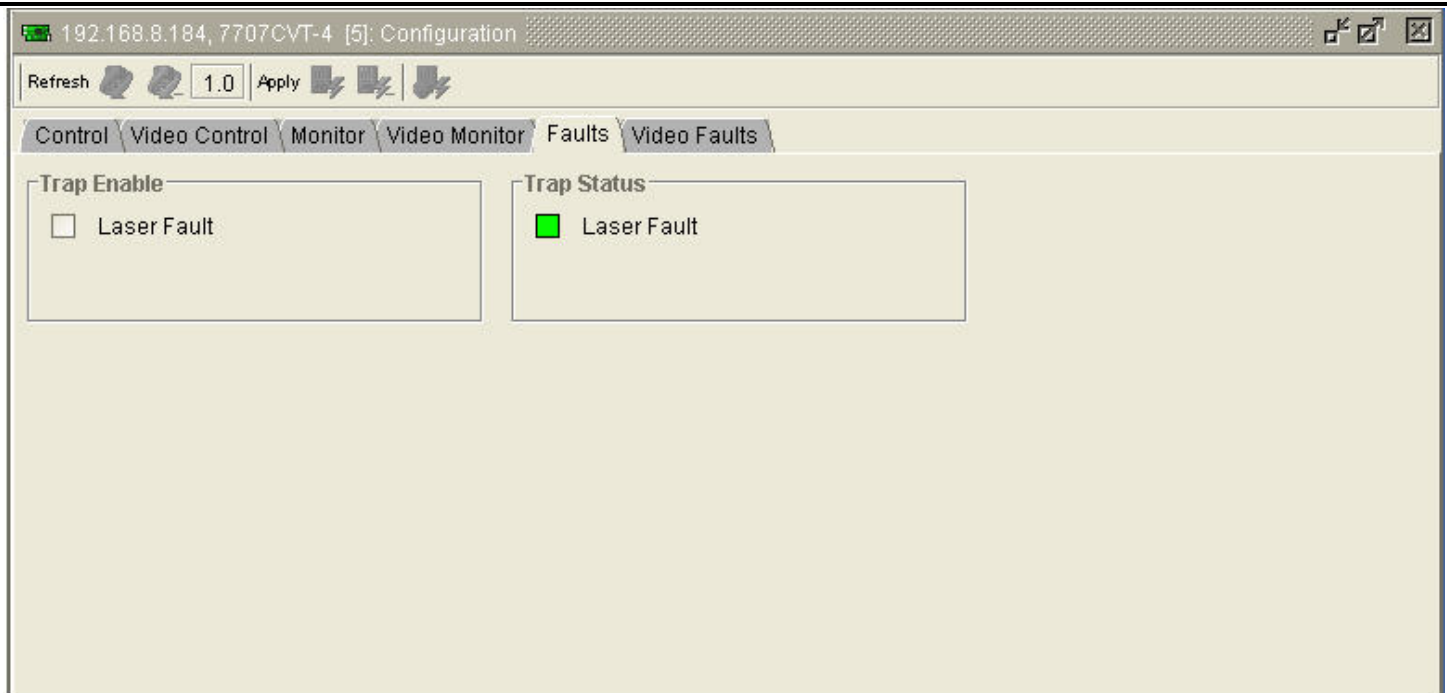 192.168.8.184, 7707CVT-4 [5]: Configuration
Refresh 1.0 Apply
Control Video Control Monitor Video Monitor Faults Video Faults
Trap Enable Trap Status
Laser Fault Laser Fault